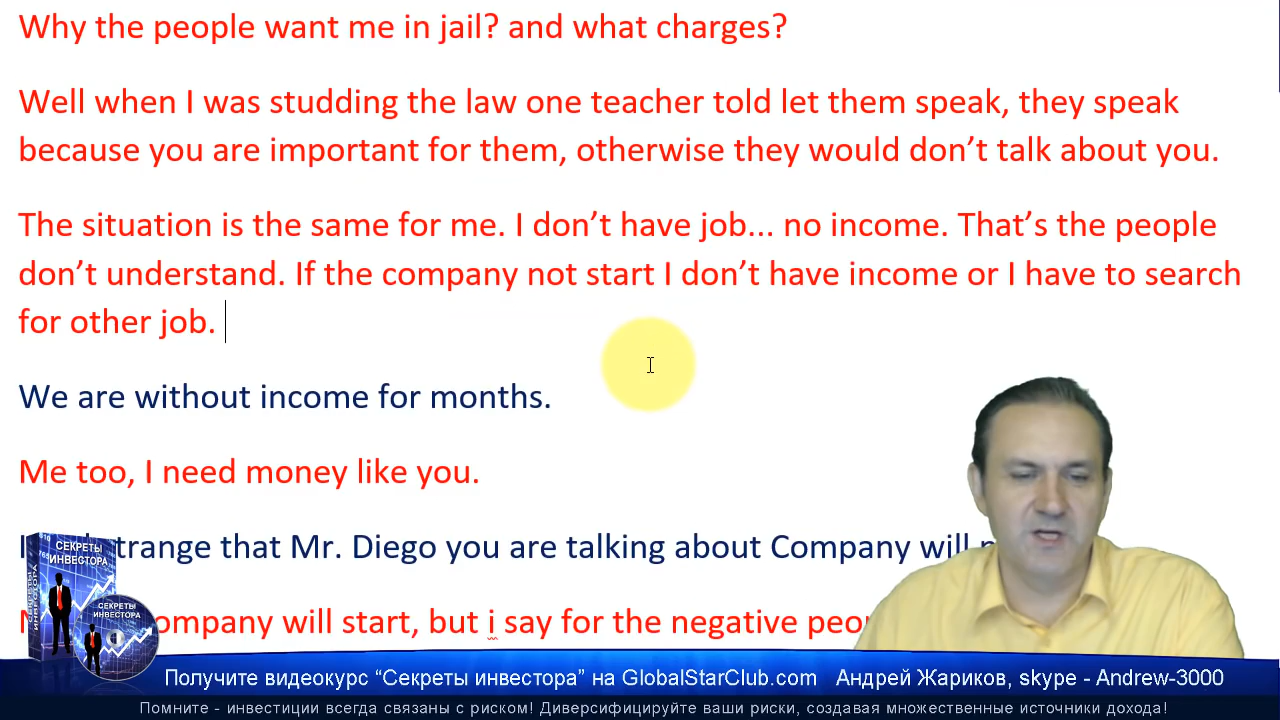 Why the people want me in jail? and what charges?
Well when I was studding the law one teacher told let them speak, they speak
because you are important for them, otherwise they would don't talk about you.
The situation is the same for me. I don't have job... no income. That's the people
don't understand. If the company not start I don't have income or I have to search
for other job.
We are without income for months.
Me too, I need money like you.
that Mr. Diego you are talking about Company will
will start, but i say for the negative
СЕКРЕТЫ
ИНВЕСТОРА
СЕКРЕТЫ
ИНВЕСТОРА
Получите видеокурс “Секреты инвестора” на GlobalStarClub.com Андрей Жариков, skype - Andrew-3000
Помните - инвестиции всегда связаны с риском! Диверсифицируйте ваши риски, создавая множественные источники дохода!